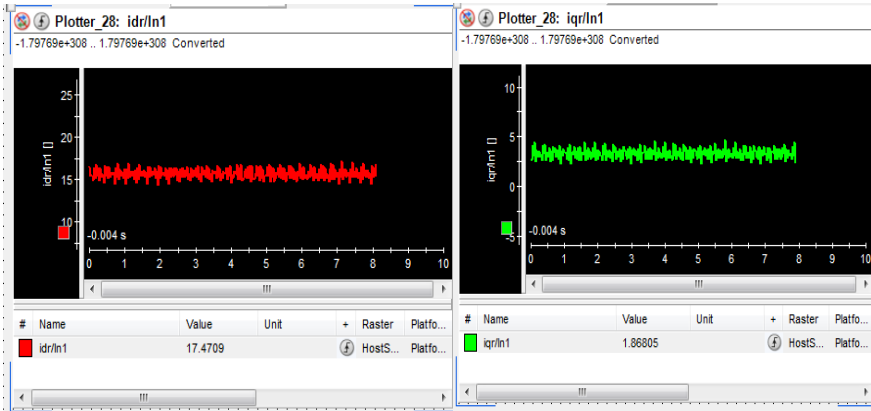 Plotter_28: idr/In1
-1.79769e+308 .. 1.79769e+308 Converted
25
20
15
10
idr/In1 []
-0.004 s
0 1 2 3 4 5 6 7 8 9 10
# Name Value Unit + Raster Platfo...
idr/In1 17.4709 HostS... Platfo...
Plotter_28: iqr/In1
-1.79769e+308 .. 1.79769e+308 Converted
10
5
0
-5
iqr/In1 []
-0.004 s
0 1 2 3 4 5 6 7 8 9 10
# Name Value Unit + Raster Platfo...
iqr/In1 1.86805 HostS... Platfo...